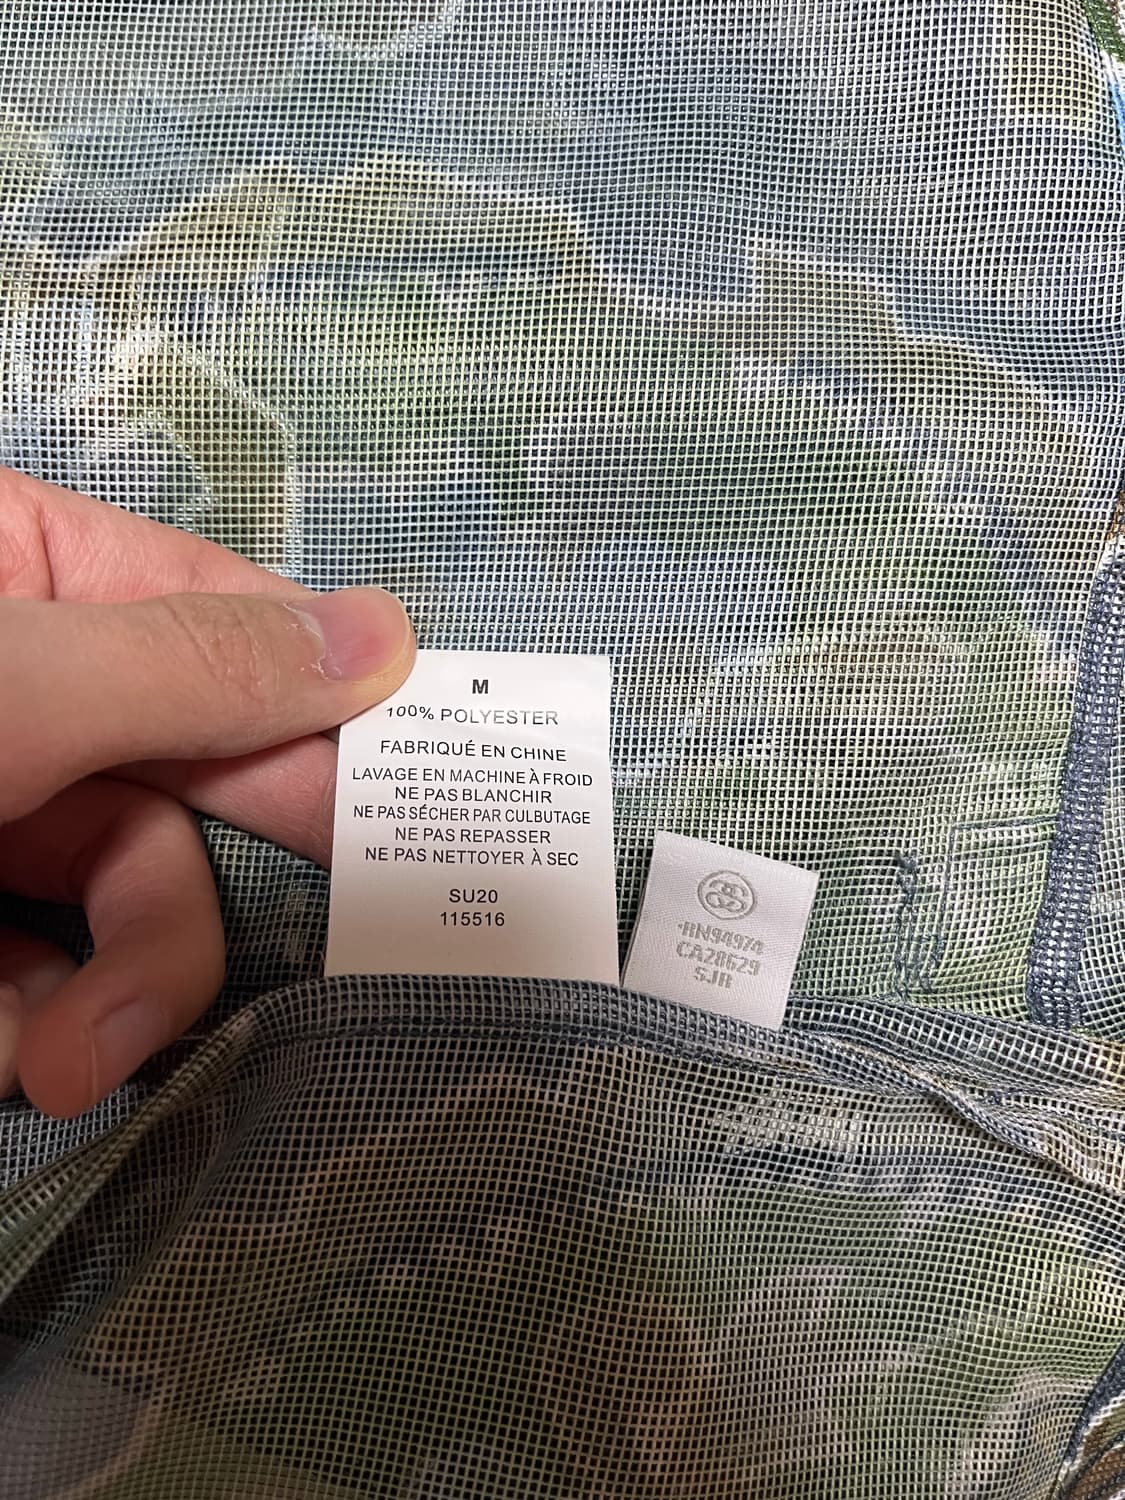 M
100% POLYESTER
FABRIQUÉ EN CHINE
LAVAGE EN MACHINE À FROID
NE PAS BLANCHIR
NE PAS SÉCHER PAR CULBUTAGE
NE PAS REPASSER
NE PAS NETTOYER À SEC
SU20
115516
RN94974
CA28629
SJR